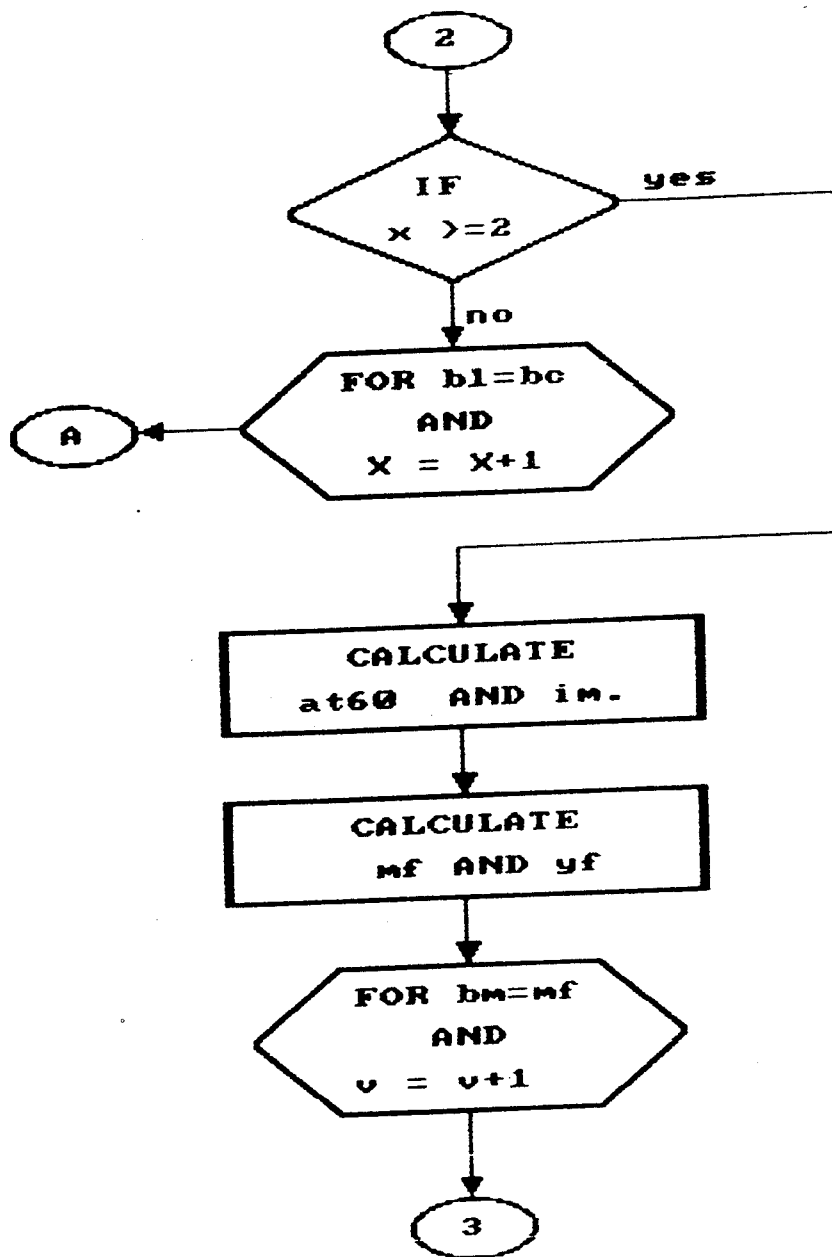 2
IF
x >=2
yes
no
FOR bl=bc
AND
X = X+1
A
CALCULATE
at60 AND im.
CALCULATE
mf AND yf
FOR bm=mf
AND
v = v+1
3